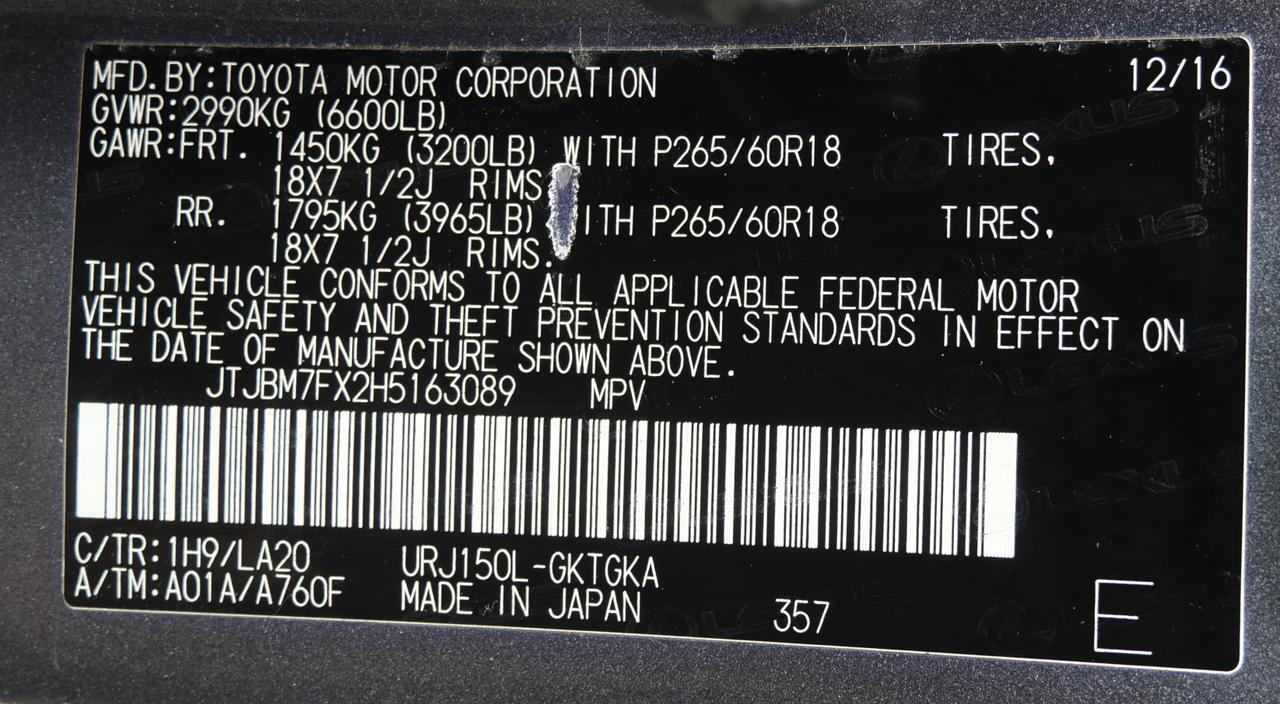 MFD.BY:TOYOTA MOTOR CORPORATION 12/16
GVWR:2990KG (6600LB)
GAWR:FRT. 1450KG (3200LB) WITH P265/60R18 TIRES,
18X7 1/2J RIMS
RR. 1795KG (3965LB) ITH P265/60R18 TIRES,
18X7 1/2J RIMS.
THIS VEHICLE CONFORMS TO ALL APPLICABLE FEDERAL MOTOR
VEHICLE SAFETY AND THEFT PREVENTION STANDARDS IN EFFECT ON
THE DATE OF MANUFACTURE SHOWN ABOVE.
JTJBM7FX2H5163089 MPV
C/TR:1H9/LA20 URJ150L-GKTGKA
A/TM:A01A/A760F MADE IN JAPAN 357 E
LEXUS
LEXUS
LEXUS